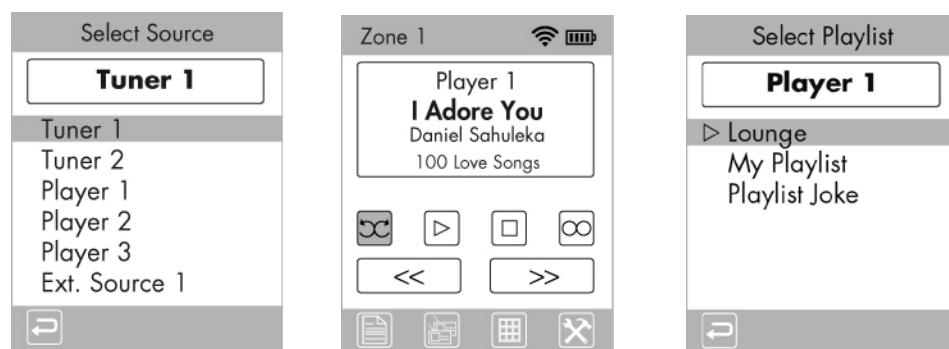 Select Source
Tuner 1
Tuner 1
Tuner 2
Player 1
Player 2
Player 3
Ext. Source 1
Zone 1
Player 1
I Adore You
Daniel Sahuleka
100 Love Songs
<< >>
Select Playlist
Player 1
Lounge
My Playlist
Playlist Joke